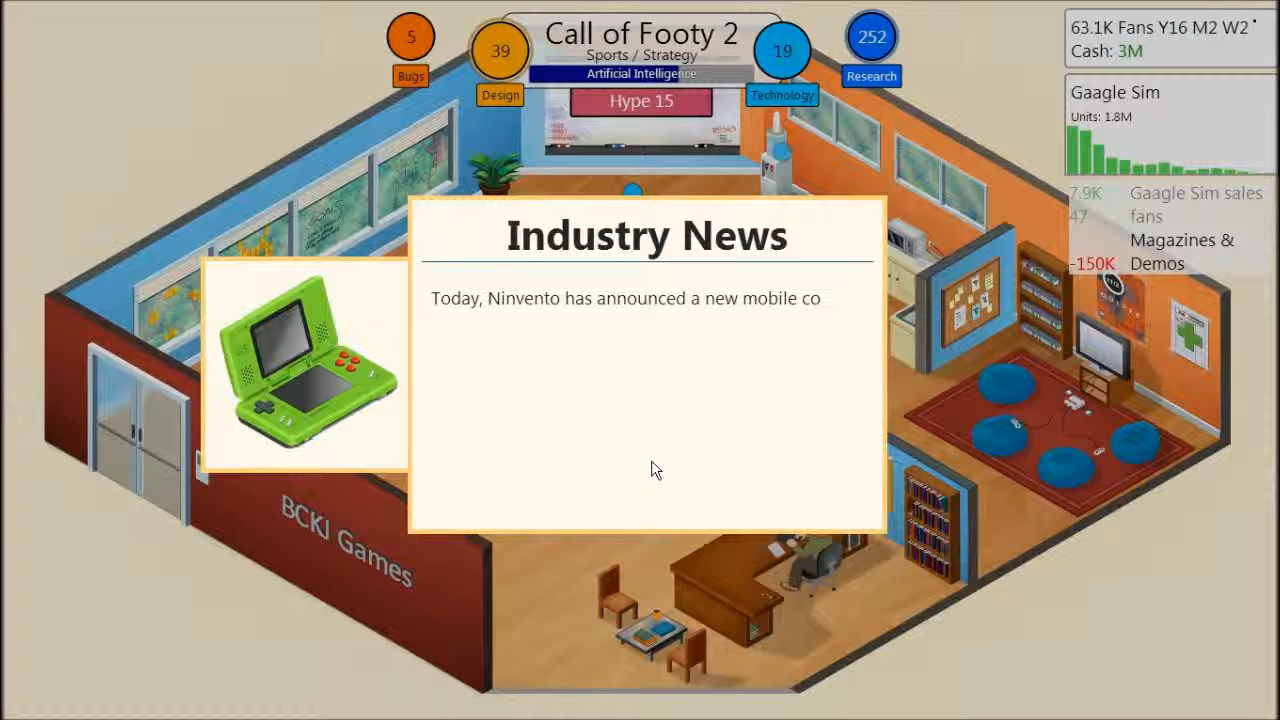 5
Bugs
39
Design
Call of Footy 2
Sports / Strategy
Artificial Intelligence
Hype 15
19
Technology
252
Research
63.1K Fans Y16 M2 W2
Cash: 3M
Gaagle Sim
Units: 1.8M
7.9K Gaagle Sim sales
47 fans
Magazines &
-150K Demos
Industry News
Today, Ninvento has announced a new mobile co
GOALS
BCKJ Games